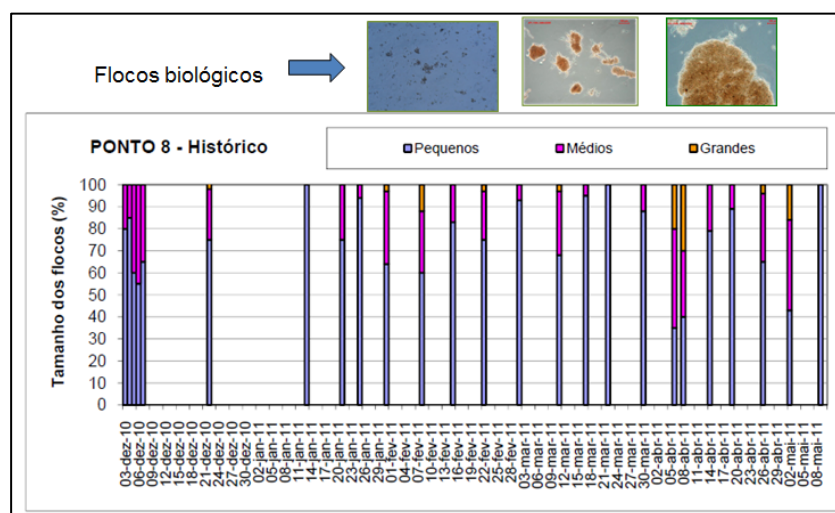 Flocos biológicos
PONTO 8 - Histórico
Pequenos Médios Grandes
Tamanho dos flocos (%)
100
90
80
70
60
50
40
30
20
10
0
03-dez-10
06-dez-10
09-dez-10
12-dez-10
15-dez-10
18-dez-10
21-dez-10
24-dez-10
27-dez-10
30-dez-10
02-jan-11
05-jan-11
08-jan-11
11-jan-11
14-jan-11
17-jan-11
20-jan-11
23-jan-11
26-jan-11
29-jan-11
01-fev-11
04-fev-11
07-fev-11
10-fev-11
13-fev-11
16-fev-11
19-fev-11
22-fev-11
25-fev-11
28-fev-11
03-mar-11
06-mar-11
09-mar-11
12-mar-11
15-mar-11
18-mar-11
21-mar-11
24-mar-11
27-mar-11
30-mar-11
02-abr-11
05-abr-11
08-abr-11
11-abr-11
14-abr-11
17-abr-11
20-abr-11
23-abr-11
26-abr-11
29-abr-11
02-mai-11
05-mai-11
08-mai-11